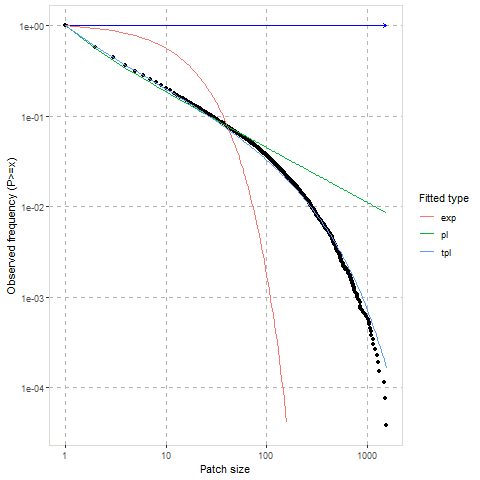 1e+00
1e-01
1e-02
1e-03
1e-04
Observed frequency (P>=x)
1
10
100
1000
Patch size
Fitted type
exp
pl
tpl